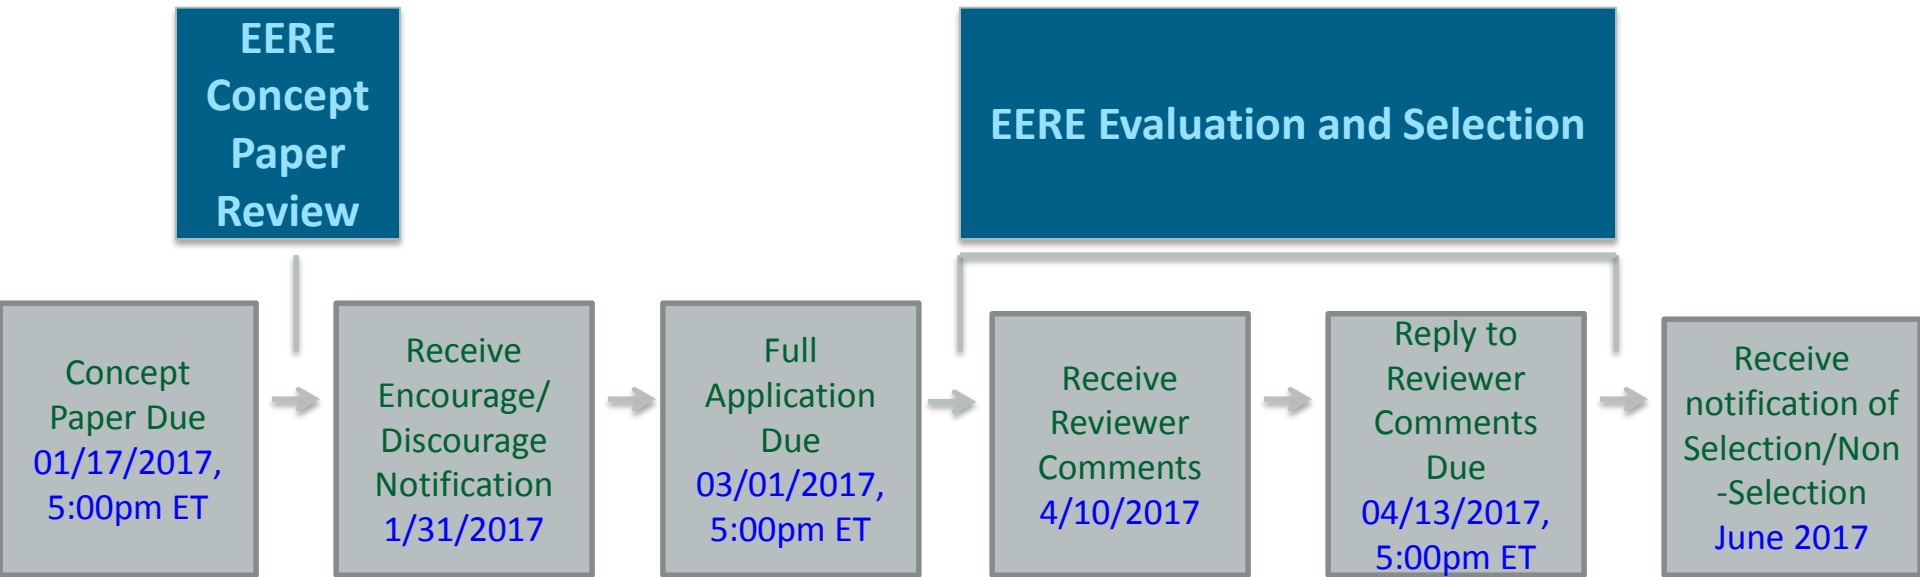 EERE
Concept
Paper
Review
EERE Evaluation and Selection
Concept
Paper Due
01/17/2017,
5:00pm ET
Receive
Encourage/
Discourage
Notification
1/31/2017
Full
Application
Due
03/01/2017,
5:00pm ET
Receive
Reviewer
Comments
4/10/2017
Reply to
Reviewer
Comments
Due
04/13/2017,
5:00pm ET
Receive
notification of
Selection/Non
-Selection
June 2017